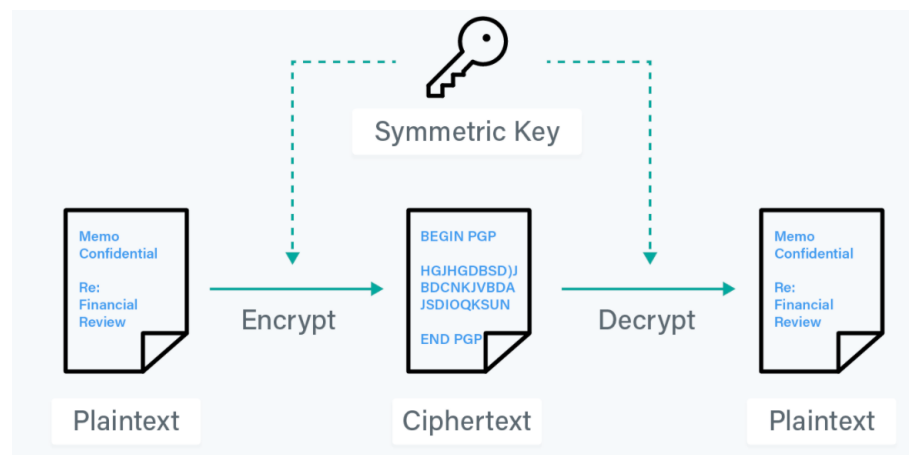 Symmetric Key
Memo
Confidential
Re:
Financial
Review
Plaintext
Encrypt
BEGIN PGP
HGJHGDBSD)J
BDCNKJVBDA
JSDIOQKSUN
END PGP
Ciphertext
Decrypt
Memo
Confidential
Re:
Financial
Review
Plaintext